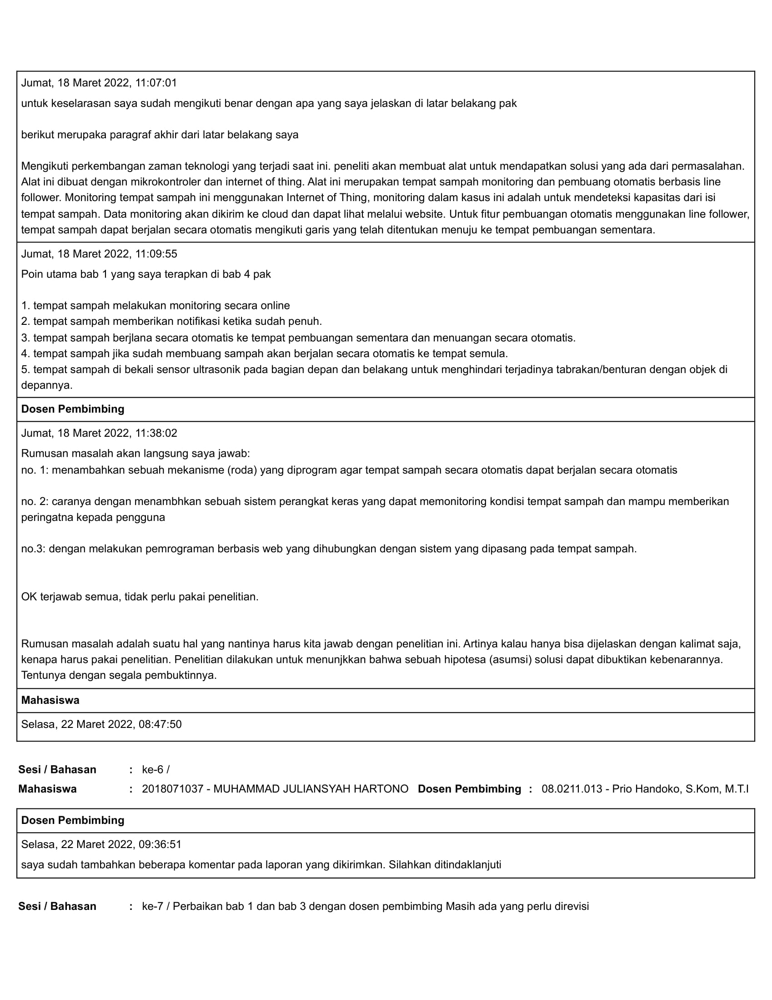 Jumat, 18 Maret 2022, 11:07:01
untuk keselarasan saya sudah mengikuti benar dengan apa yang saya jelaskan di latar belakang pak
berikut merupaka paragraf akhir dari latar belakang saya
Mengikuti perkembangan zaman teknologi yang terjadi saat ini. peneliti akan membuat alat untuk mendapatkan solusi yang ada dari permasalahan.
Alat ini dibuat dengan mikrokontroler dan internet of thing. Alat ini merupakan tempat sampah monitoring dan pembuang otomatis berbasis line
follower. Monitoring tempat sampah ini menggunakan Internet of Thing, monitoring dalam kasus ini adalah untuk mendeteksi kapasitas dari isi
tempat sampah. Data monitoring akan dikirim ke cloud dan dapat lihat melalui website. Untuk fitur pembuangan otomatis menggunakan line follower,
tempat sampah dapat berjalan secara otomatis mengikuti garis yang telah ditentukan menuju ke tempat pembuangan sementara.
Jumat, 18 Maret 2022, 11:09:55
Poin utama bab 1 yang saya terapkan di bab 4 pak
1. tempat sampah melakukan monitoring secara online
2. tempat sampah memberikan notifikasi ketika sudah penuh.
3. tempat sampah berjlana secara otomatis ke tempat pembuangan sementara dan menuangan secara otomatis.
4. tempat sampah jika sudah membuang sampah akan berjalan secara otomatis ke tempat semula.
5. tempat sampah di bekali sensor ultrasonik pada bagian depan dan belakang untuk menghindari terjadinya tabrakan/benturan dengan objek di
depannya.
Dosen Pembimbing
Jumat, 18 Maret 2022, 11:38:02
Rumusan masalah akan langsung saya jawab:
no. 1: menambahkan sebuah mekanisme (roda) yang diprogram agar tempat sampah secara otomatis dapat berjalan secara otomatis
no. 2: caranya dengan menambhkan sebuah sistem perangkat keras yang dapat memonitoring kondisi tempat sampah dan mampu memberikan
peringatna kepada pengguna
no.3: dengan melakukan pemrograman berbasis web yang dihubungkan dengan sistem yang dipasang pada tempat sampah.
OK terjawab semua, tidak perlu pakai penelitian.
Rumusan masalah adalah suatu hal yang nantinya harus kita jawab dengan penelitian ini. Artinya kalau hanya bisa dijelaskan dengan kalimat saja,
kenapa harus pakai penelitian. Penelitian dilakukan untuk menunjkkan bahwa sebuah hipotesa (asumsi) solusi dapat dibuktikan kebenarannya.
Tentunya dengan segala pembuktinnya.
Mahasiswa
Selasa, 22 Maret 2022, 08:47:50
Sesi / Bahasan : ke-6 /
Mahasiswa : 2018071037 - MUHAMMAD JULIANSYAH HARTONO Dosen Pembimbing : 08.0211.013 - Prio Handoko, S.Kom, M.T.I
Dosen Pembimbing
Selasa, 22 Maret 2022, 09:36:51
saya sudah tambahkan beberapa komentar pada laporan yang dikirimkan. Silahkan ditindaklanjuti
Sesi / Bahasan : ke-7 / Perbaikan bab 1 dan bab 3 dengan dosen pembimbing Masih ada yang perlu direvisi